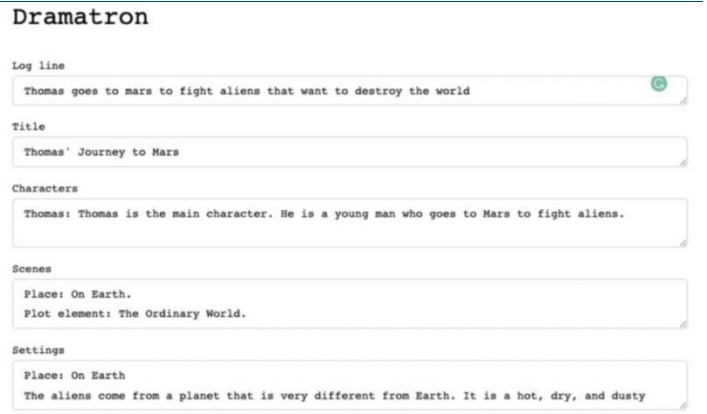 Dramatron
Log line
Thomas goes to mars to fight aliens that want to destroy the world
Title
Thomas' Journey to Mars
Characters
Thomas: Thomas is the main character. He is a young man who goes to Mars to fight aliens.
Scenes
Place: On Earth.
Plot element: The Ordinary World.
Settings
Place: On Earth
The aliens come from a planet that is very different from Earth. It is a hot, dry, and dusty